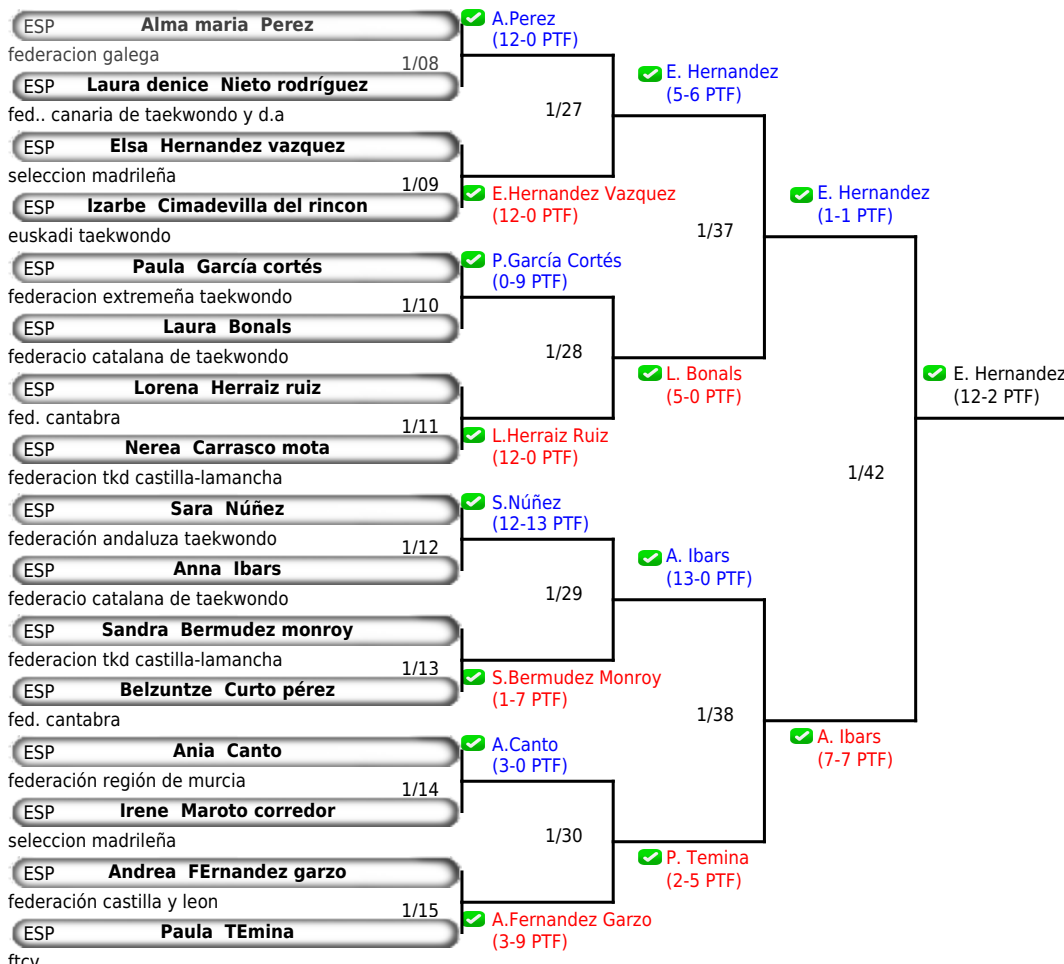 ESP Alma maria Perez
federacion galega
1/08
ESP Laura denice Nieto rodríguez
fed.. canaria de taekwondo y d.a
ESP Elsa Hernandez vazquez
seleccion madrileña
1/09
ESP Izarbe Cimadevilla del rincon
euskadi taekwondo
ESP Paula García cortés
federacion extremeña taekwondo
1/10
ESP Laura Bonals
federacio catalana de taekwondo
ESP Lorena Herraiz ruiz
fed. cantabra
1/11
ESP Nerea Carrasco mota
federacion tkd castilla-lamancha
ESP Sara Núñez
federación andaluza taekwondo
1/12
ESP Anna Ibars
federacio catalana de taekwondo
ESP Sandra Bermudez monroy
federacion tkd castilla-lamancha
1/13
ESP Belzuntze Curto pérez
fed. cantabra
ESP Ania Canto
federación región de murcia
1/14
ESP Irene Maroto corredor
seleccion madrileña
ESP Andrea FErnandez garzo
federación castilla y leon
1/15
ESP Paula TEmina
ftcv
A.Perez
(12-0 PTF)
1/27
E.Hernandez Vazquez
(12-0 PTF)
P.García Cortés
(0-9 PTF)
1/28
L.Herraiz Ruiz
(12-0 PTF)
S.Núñez
(12-13 PTF)
1/29
S.Bermudez Monroy
(1-7 PTF)
A.Canto
(3-0 PTF)
1/30
A.Fernandez Garzo
(3-9 PTF)
E. Hernandez
(5-6 PTF)
1/37
L. Bonals
(5-0 PTF)
A. Ibars
(13-0 PTF)
1/38
P. Temina
(2-5 PTF)
E. Hernandez
(1-1 PTF)
1/42
A. Ibars
(7-7 PTF)
E. Hernandez
(12-2 PTF)